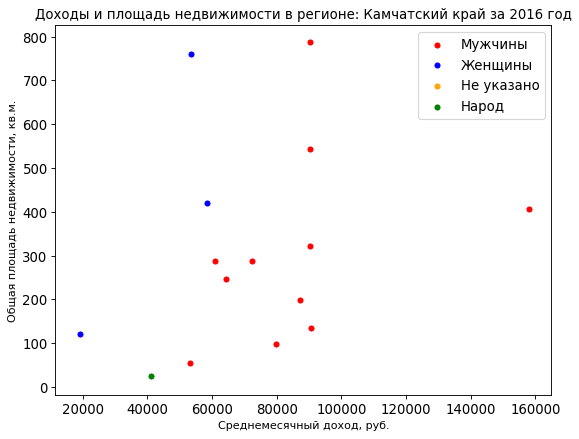 Доходы и площадь недвижимости в регионе: Камчатский край за 2016 год
Мужчины
Женщины
Не указано
Народ
Общая площадь недвижимости, кв.м.
800
700
600
500
400
300
200
100
0
20000 40000 60000 80000 100000 120000 140000 160000
Среднемесячный доход, руб.